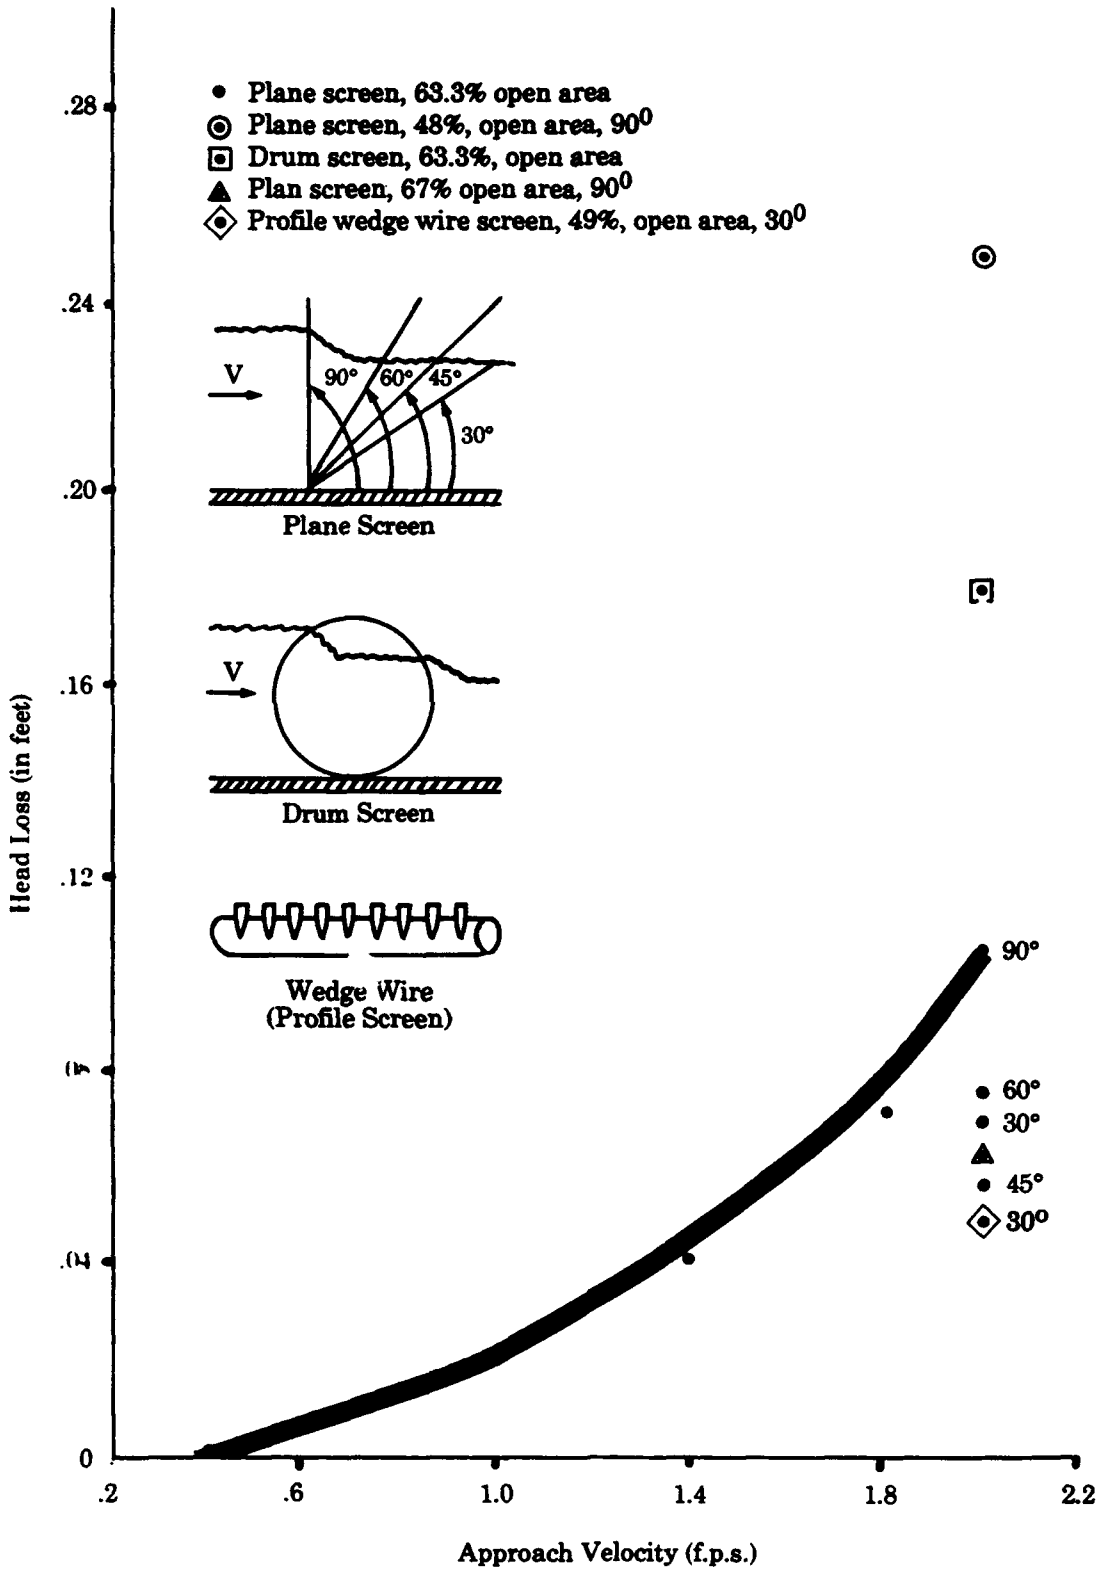 Plane screen, 63.3% open area
Plane screen, 48%, open area, 90⁰
Drum screen, 63.3%, open area
Plan screen, 67% open area, 90⁰
Profile wedge wire screen, 49%, open area, 30⁰
.28
.24
.20
.16
.12
0
Head Loss (in feet)
V
90°
60°
45°
30°
Plane Screen
V
Drum Screen
Wedge Wire
(Profile Screen)
90°
60°
30°
45°
30⁰
.2
.6
1.0
1.4
1.8
2.2
Approach Velocity (f.p.s.)